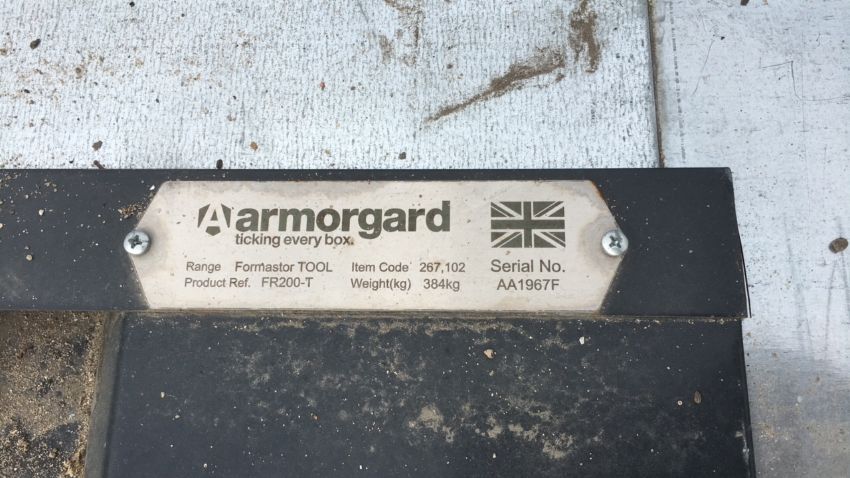 armorgard
ticking every box.
Range Formastor TOOL Item Code 267,102
Product Ref. FR200-T Weight(kg) 384kg
Serial No.
AA1967F